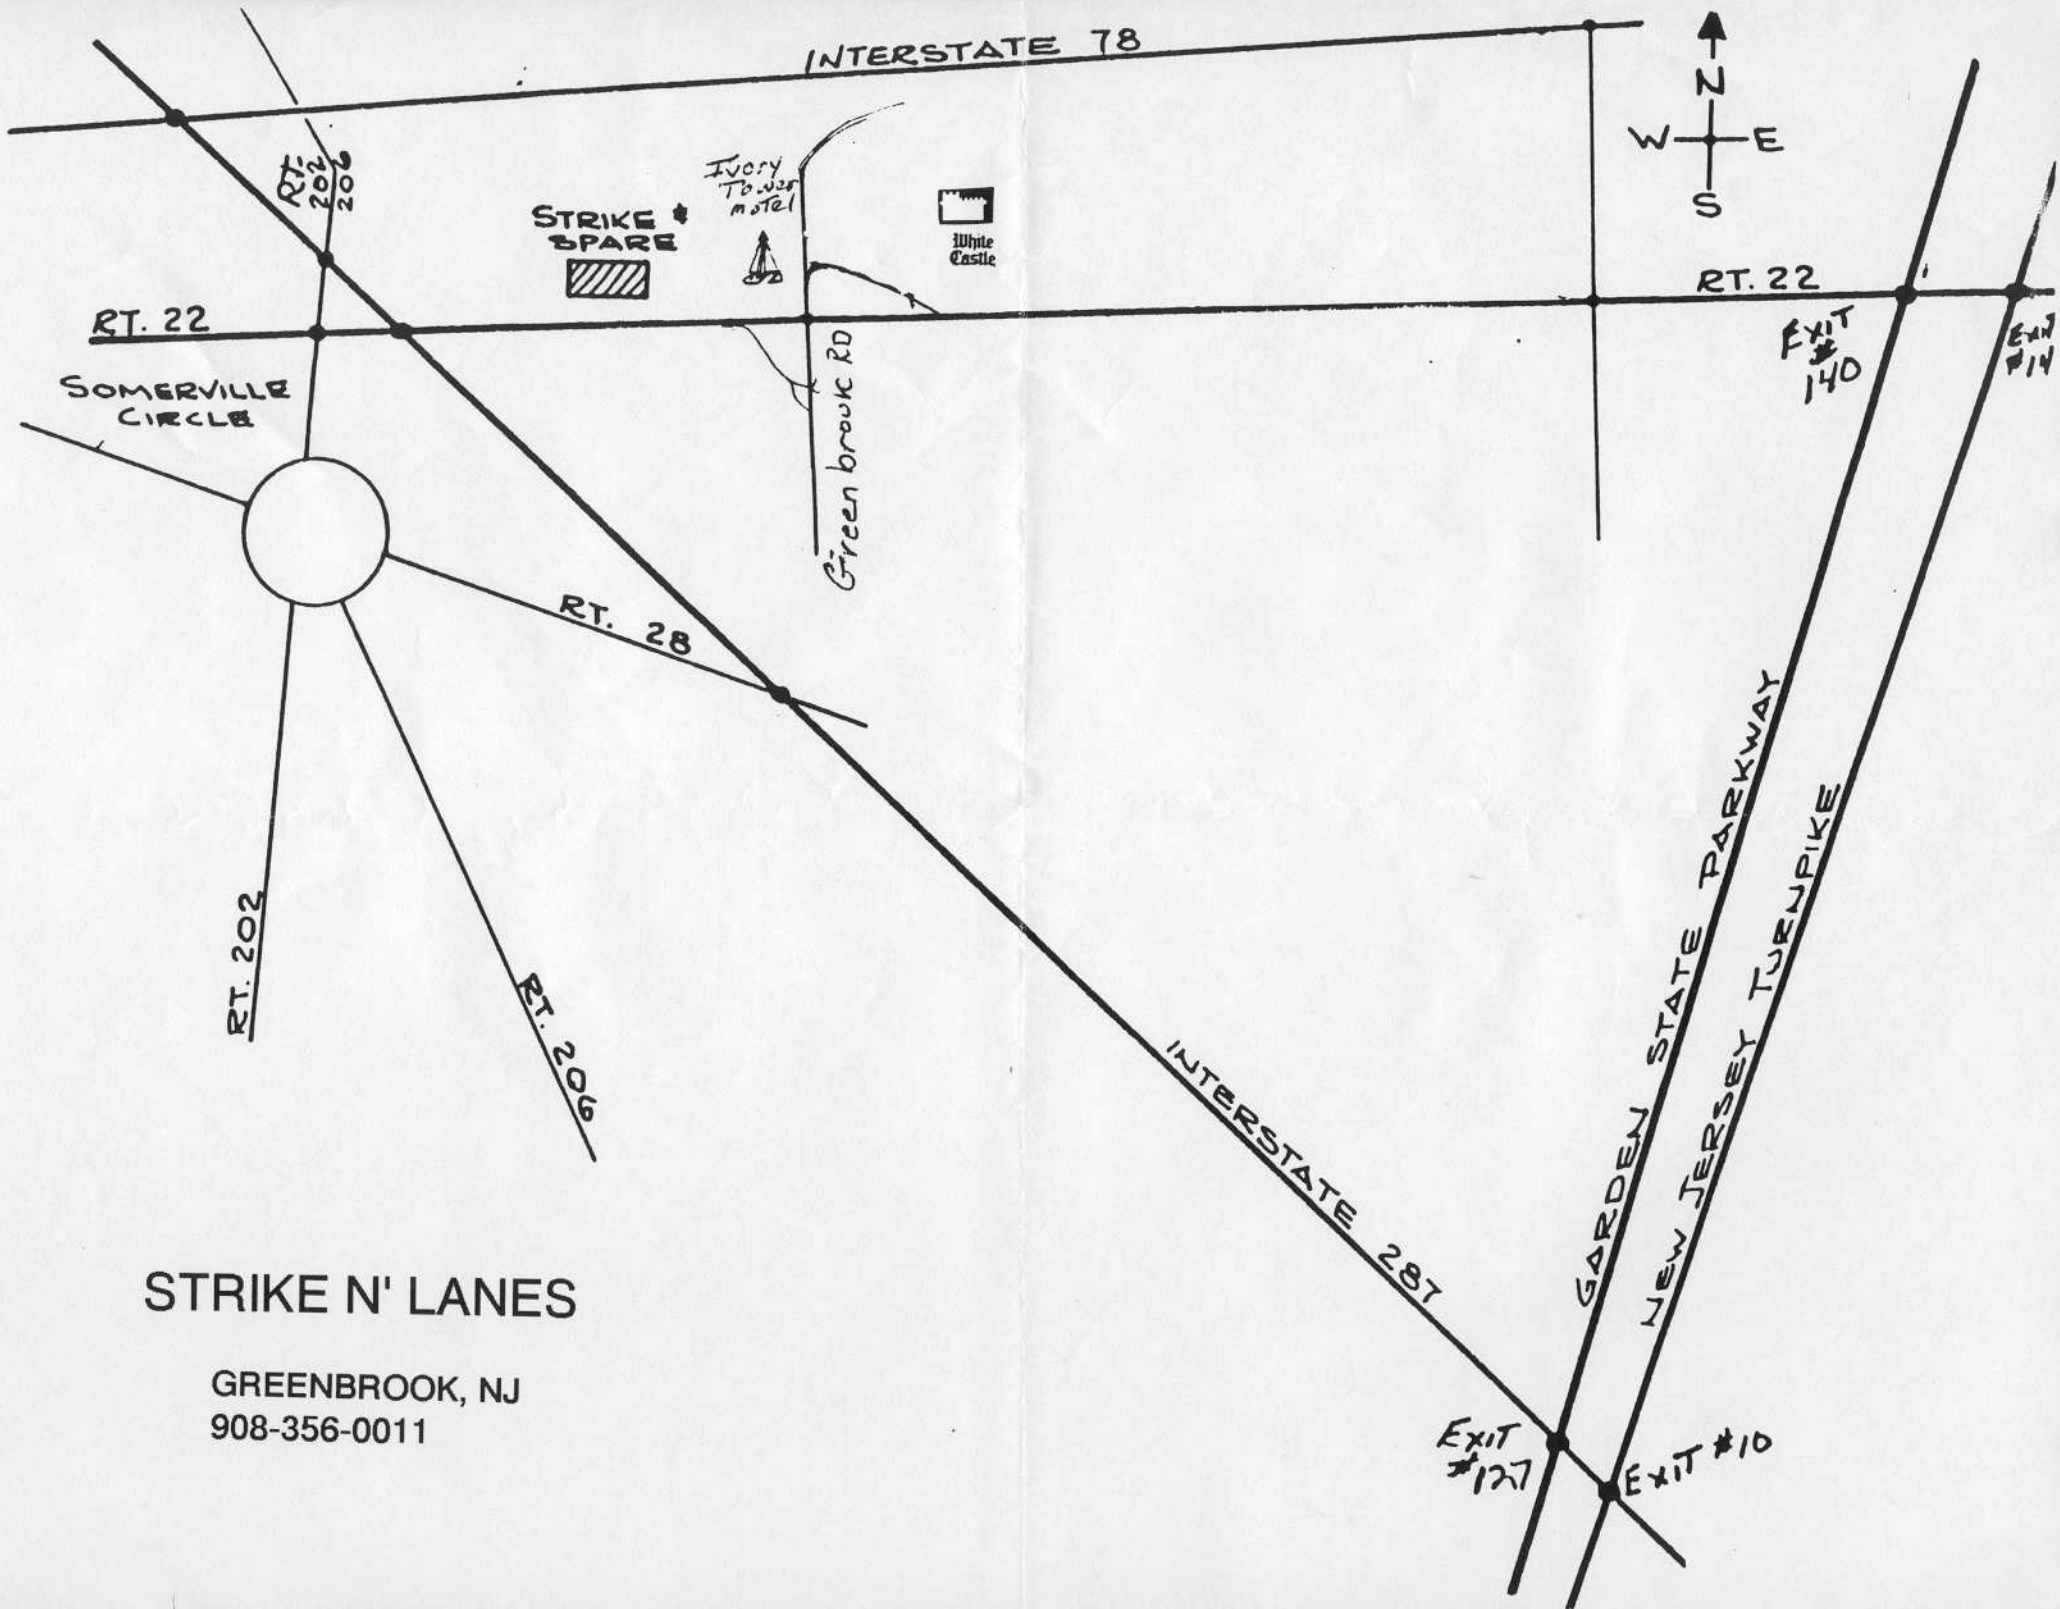 INTERSTATE 78
N
W E
S
RT.
202
206
Ivory
Tower
motel
STRIKE &
SPARE
White
Castle
RT. 22
RT. 22
EXIT
#
140
#14
SOMERVILLE
CIRCLE
Greenbrook RD
RT. 28
RT. 202
RT. 206
GARDEN STATE PARKWAY
NEW JERSEY TURNPIKE
INTERSTATE 287
STRIKE N' LANES
GREENBROOK, NJ
908-356-0011
EXIT
#127
EXIT #10